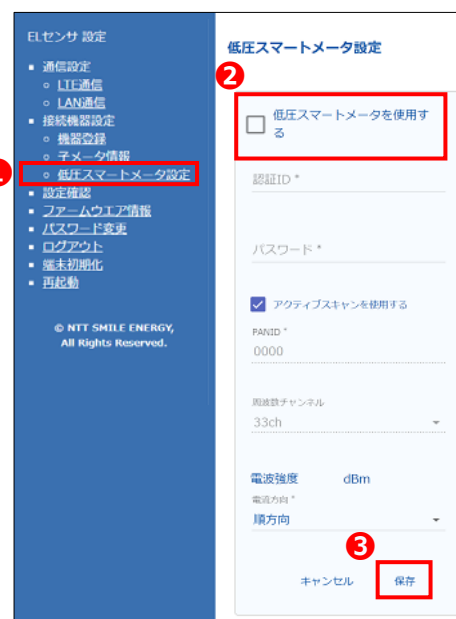 ELセンサ 設定
通信設定
LTE通信
LAN通信
接続機器設定
機器登録
子メータ情報
低圧スマートメータ設定
設定確認
ファームウエア情報
パスワード変更
ログアウト
端末初期化
再起動
© NTT SMILE ENERGY,
All Rights Reserved.
低圧スマートメータ設定
2
低圧スマートメータを使用す
る
認証ID *
パスワード *
アクティブスキャンを使用する
PANID *
0000
周波数チャンネル
33ch
電波強度 dBm
電流方向 *
順方向
3
キャンセル 保存